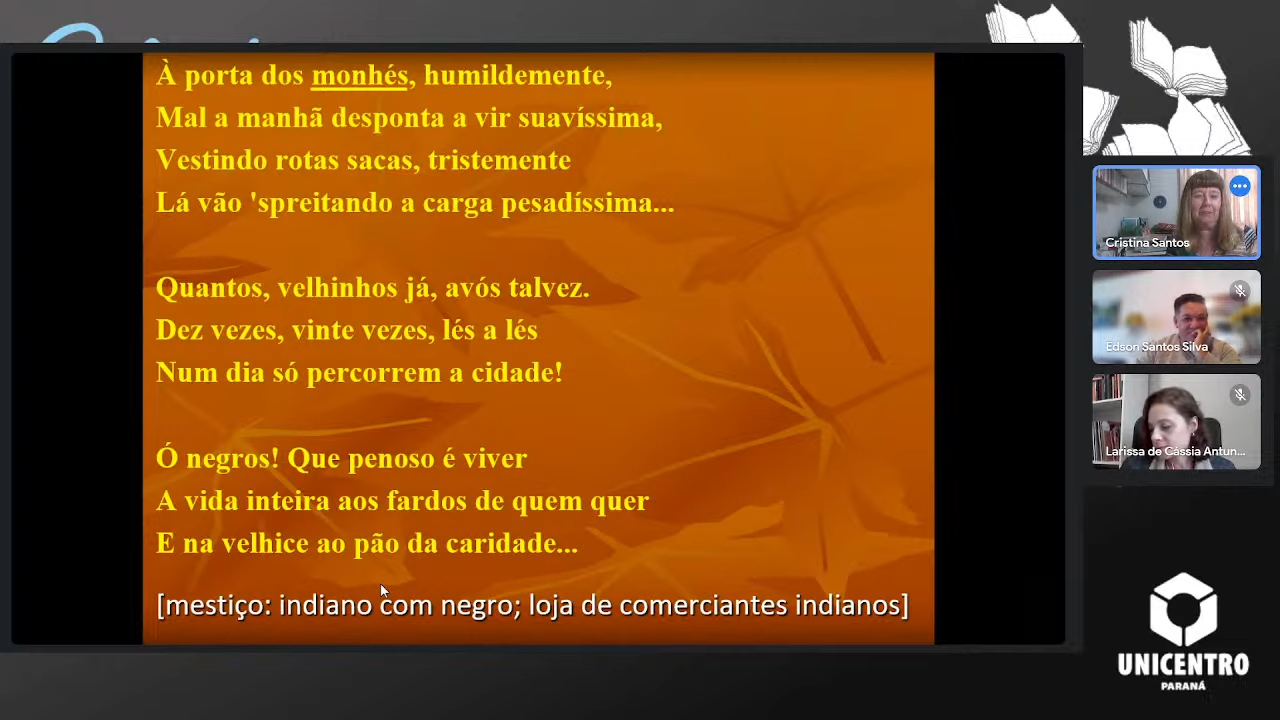 À porta dos monhés, humildemente,
Mal a manhã desponta a vir suavíssima,
Vestindo rotas sacas, tristemente
Lá vão 'spreitando a carga pesadíssima...
Quantos, velhinhos já, avós talvez.
Dez vezes, vinte vezes, lés a lés
Num dia só percorrem a cidade!
Ó negros! Que penoso é viver
A vida inteira aos fardos de quem quer
E na velhice ao pão da caridade...
[mestiço: indiano com negro; loja de comerciantes indianos]
Cristina Santos
Edson Santos Silva
Larissa de Cássia Antun...
UNICENTRO
PARANÁ